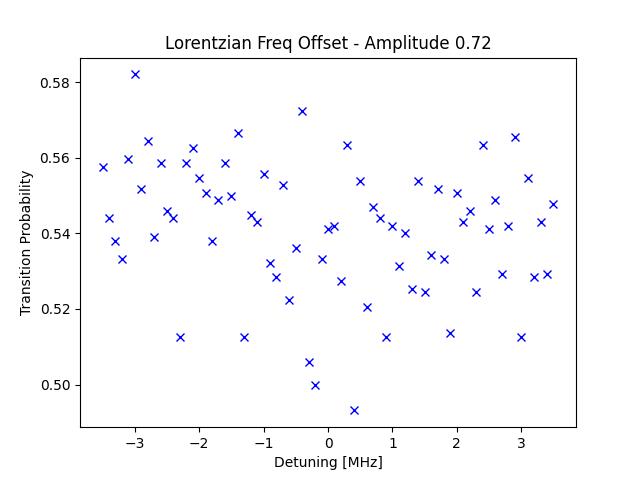 Lorentzian Freq Offset - Amplitude 0.72
0.58
0.56
0.54
0.52
0.50
Transition Probability
−3 −2 −1 0 1 2 3
Detuning [MHz]